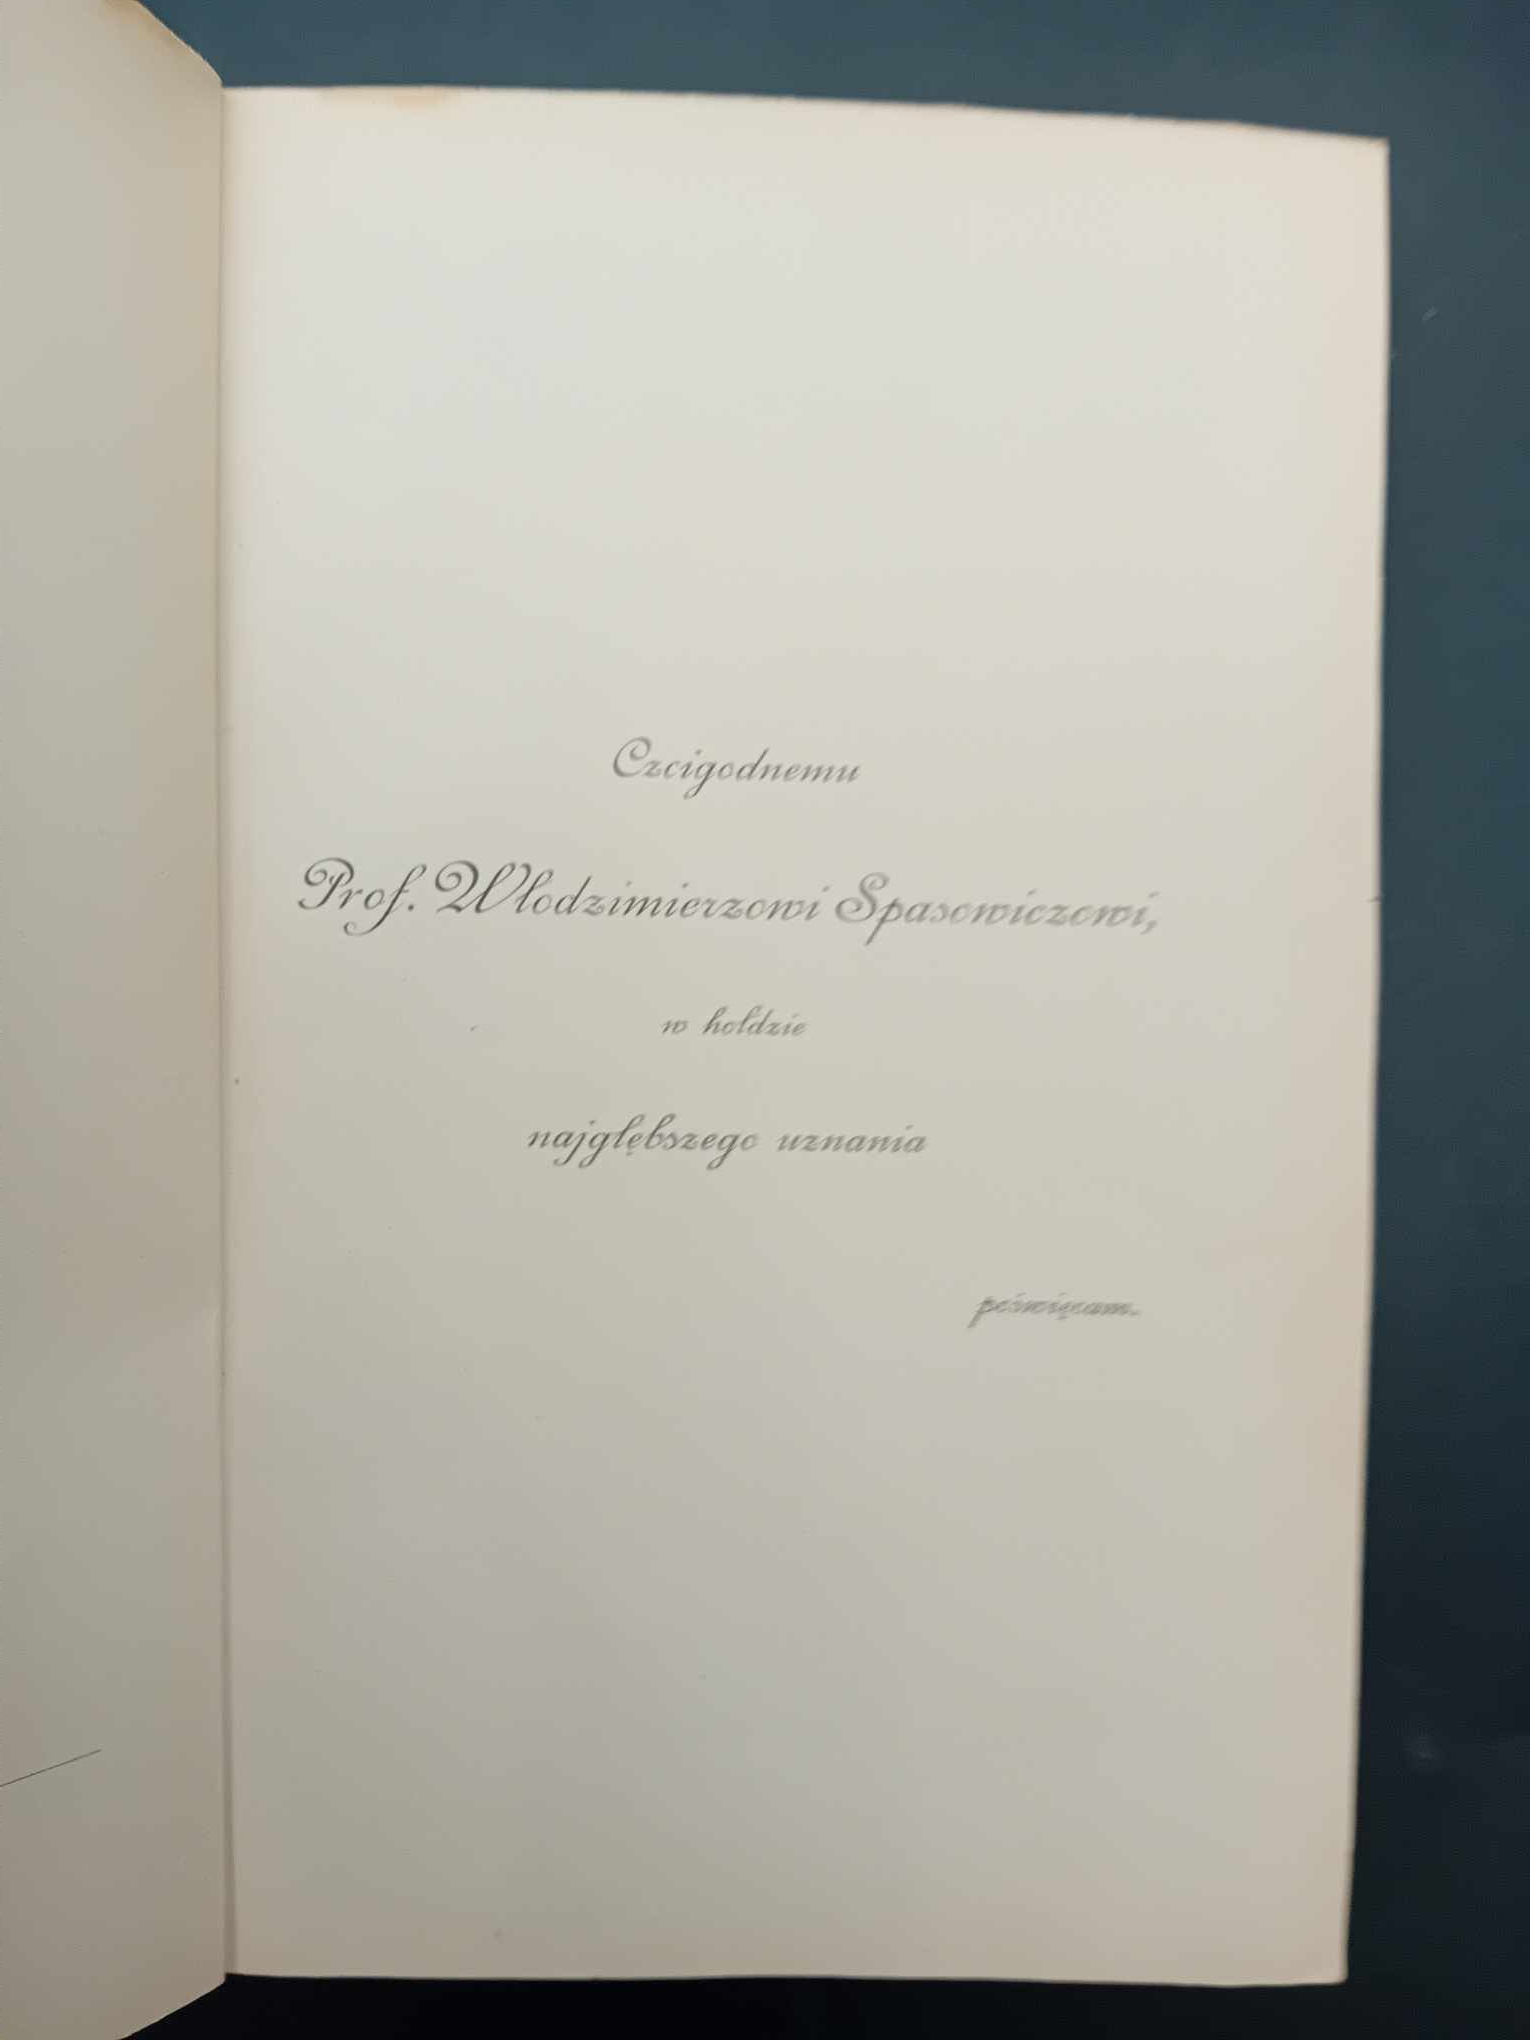 Czcigodnemu
Prof. Włodzimierzowi Spasowiczowi,
w hołdzie
najgłębszego uznania
poświęcam.